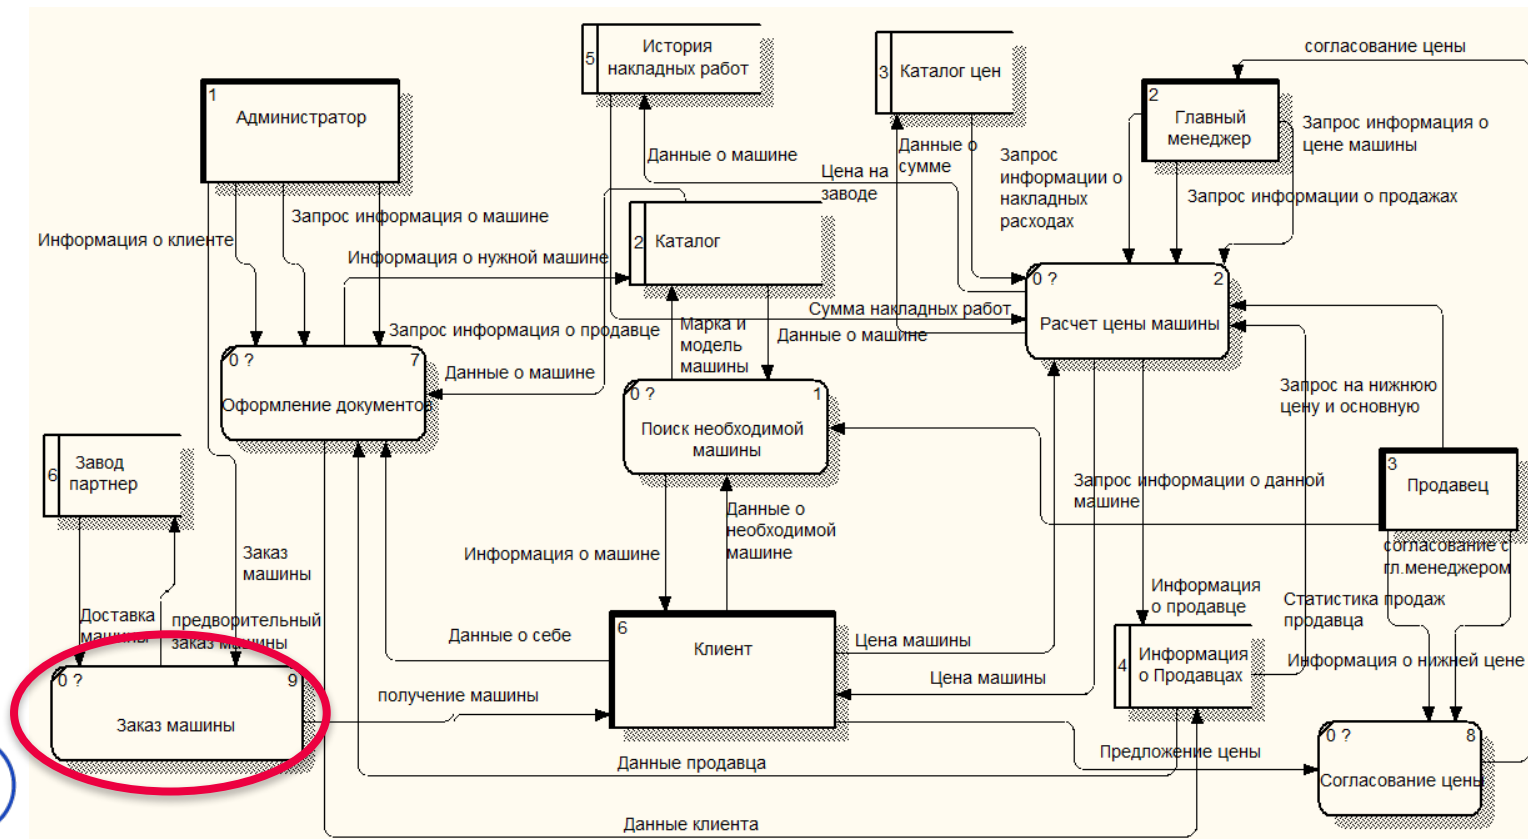 согласование цены
5
История
накладных работ
3
Каталог цен
1
Администратор
2
Главный
менеджер
Запрос информация о
цене машины
Данные о машине
Данные о
сумме
Цена на
заводе
Запрос
информации о
накладных
расходах
Запрос информации о продажах
Запрос информация о машине
Информация о клиенте
2
Каталог
Информация о нужной машине
0 ?
2
Расчет цены машины
Сумма накладных работ
Запрос информация о продавце
Марка и
модель
машины
Данные о машине
0 ?
7
Оформление документов
Данные о машине
0 ?
1
Поиск необходимой
машины
Запрос на нижнюю
цену и основную
6
Завод
партнер
3
Продавец
Запрос информации о данной
машине
Данные о
необходимой
машине
Информация о машине
Заказ
машины
согласование с
гл.менеджером
Информация
о продавце
Статистика продаж
продавца
Доставка
машины
предворительный
заказ машины
Данные о себе
6
Клиент
Цена машины
4
Информация
о Продавцах
Информация о нижней цене
Цена машины
0 ?
9
Заказ машины
получение машины
0 ?
8
Согласование цены
Предложение цены
Данные продавца
Данные клиента